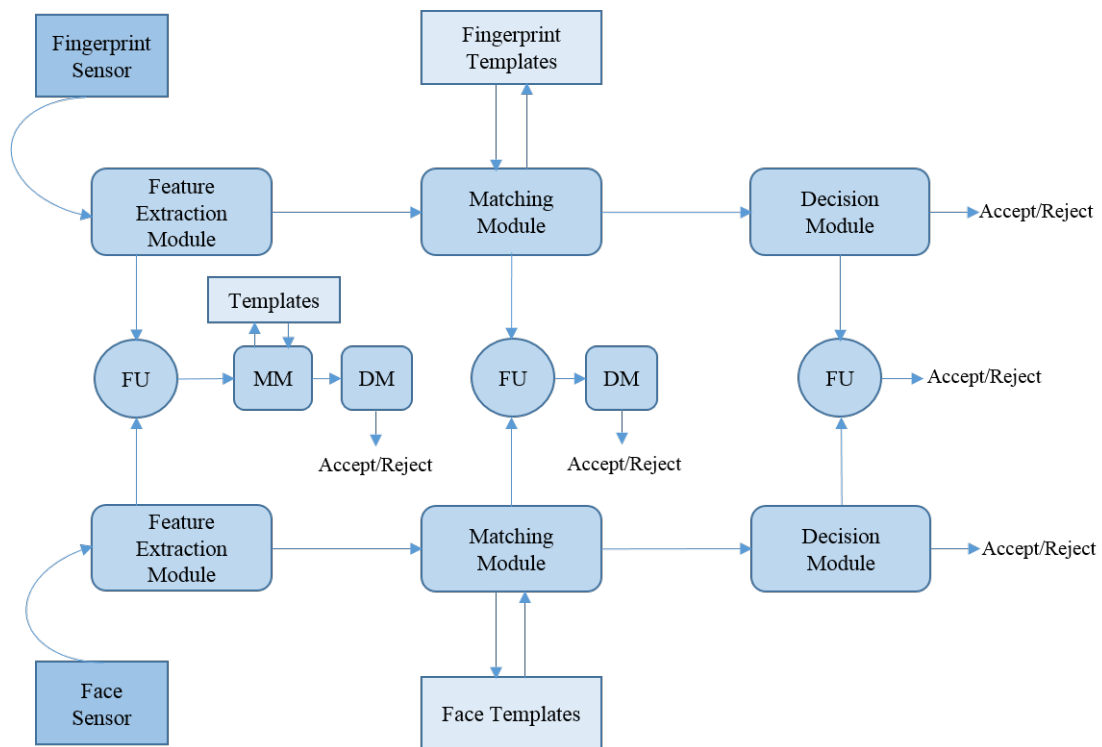 Fingerprint
Sensor
Fingerprint
Templates
Feature
Extraction
Module
Matching
Module
Decision
Module
Accept/Reject
Templates
FU
MM
DM
FU
DM
FU
Accept/Reject
Accept/Reject
Accept/Reject
Feature
Extraction
Module
Matching
Module
Decision
Module
Accept/Reject
Face
Sensor
Face Templates